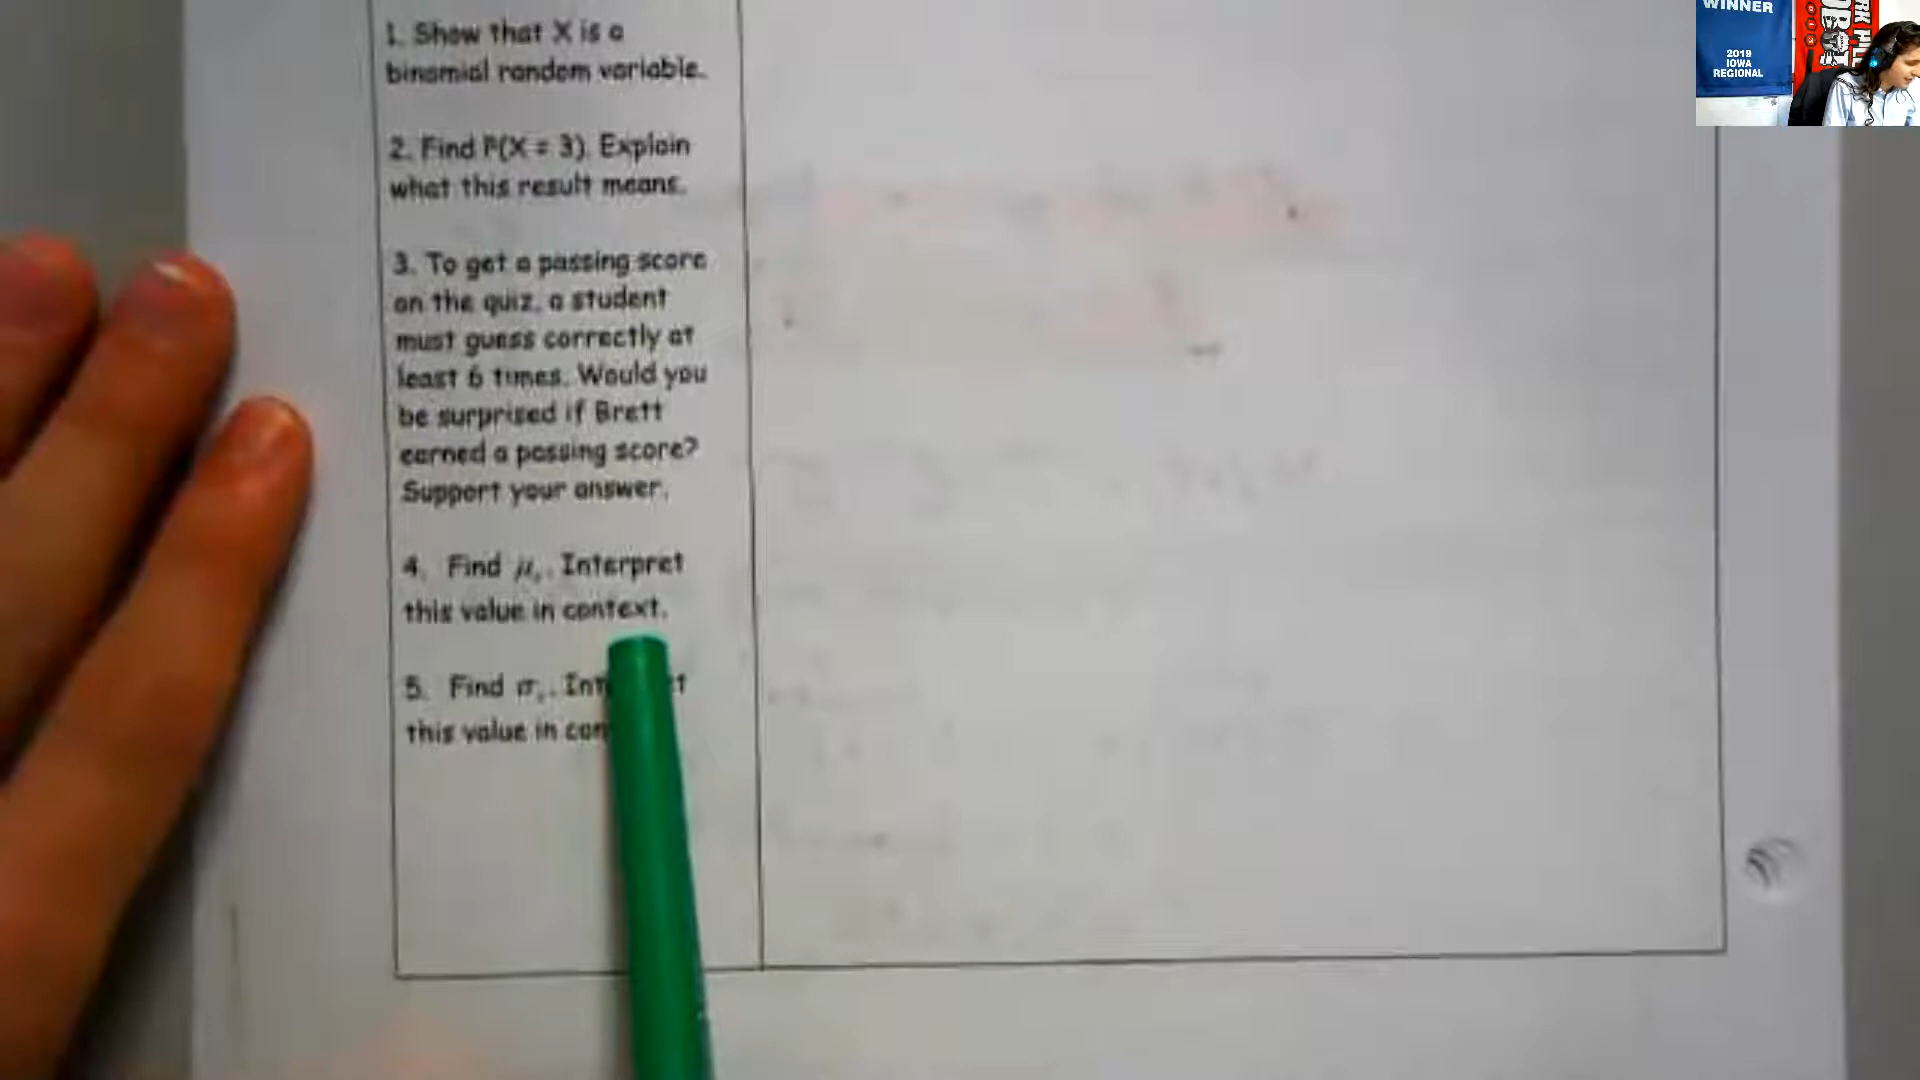 1. Show that X is a
binomial random variable.
2. Find P(X = 3). Explain
what this result means.
3. To get a passing score
on the quiz, a student
must guess correctly at
least 6 times. Would you
be surprised if Brett
earned a passing score?
Support your answer.
4. Find μ. Interpret
this value in context.
5. Find σ. Int t
this value in con
WINNER
2019
IOWA
REGIONAL